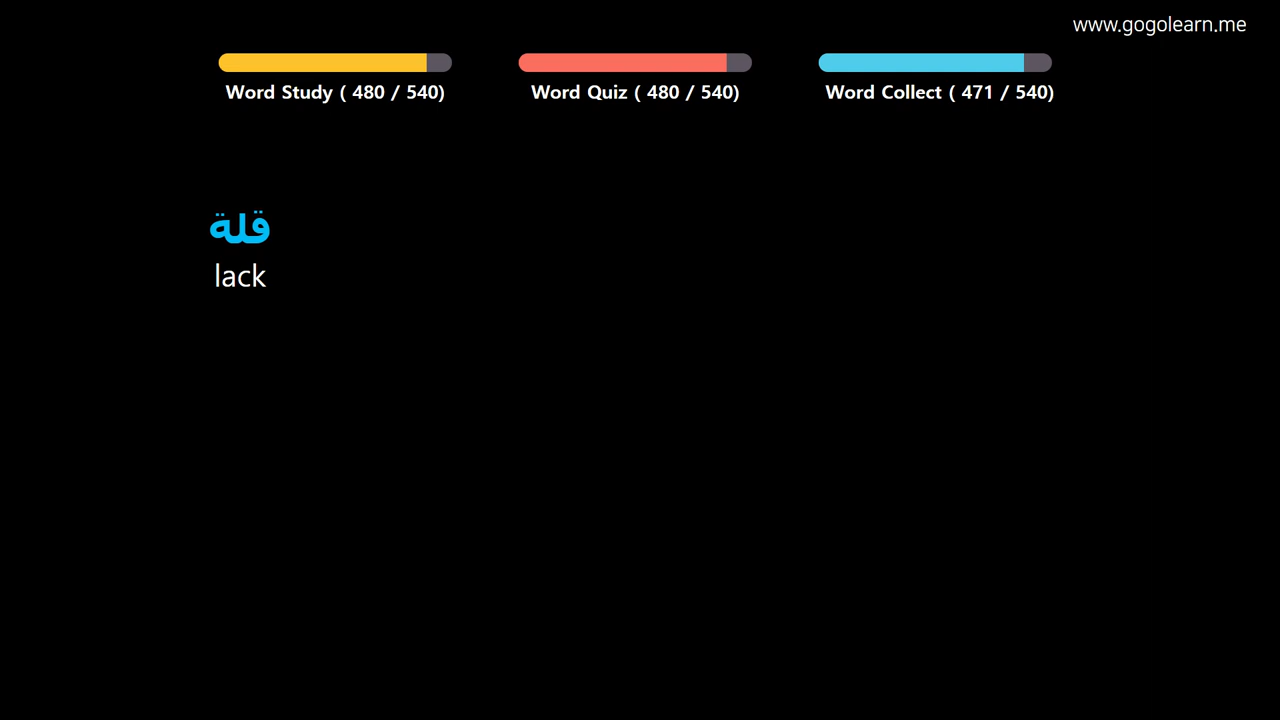 www.gogolearn.me
Word Study ( 480 / 540)
Word Quiz ( 480 / 540)
Word Collect ( 471 / 540)
قلة
lack